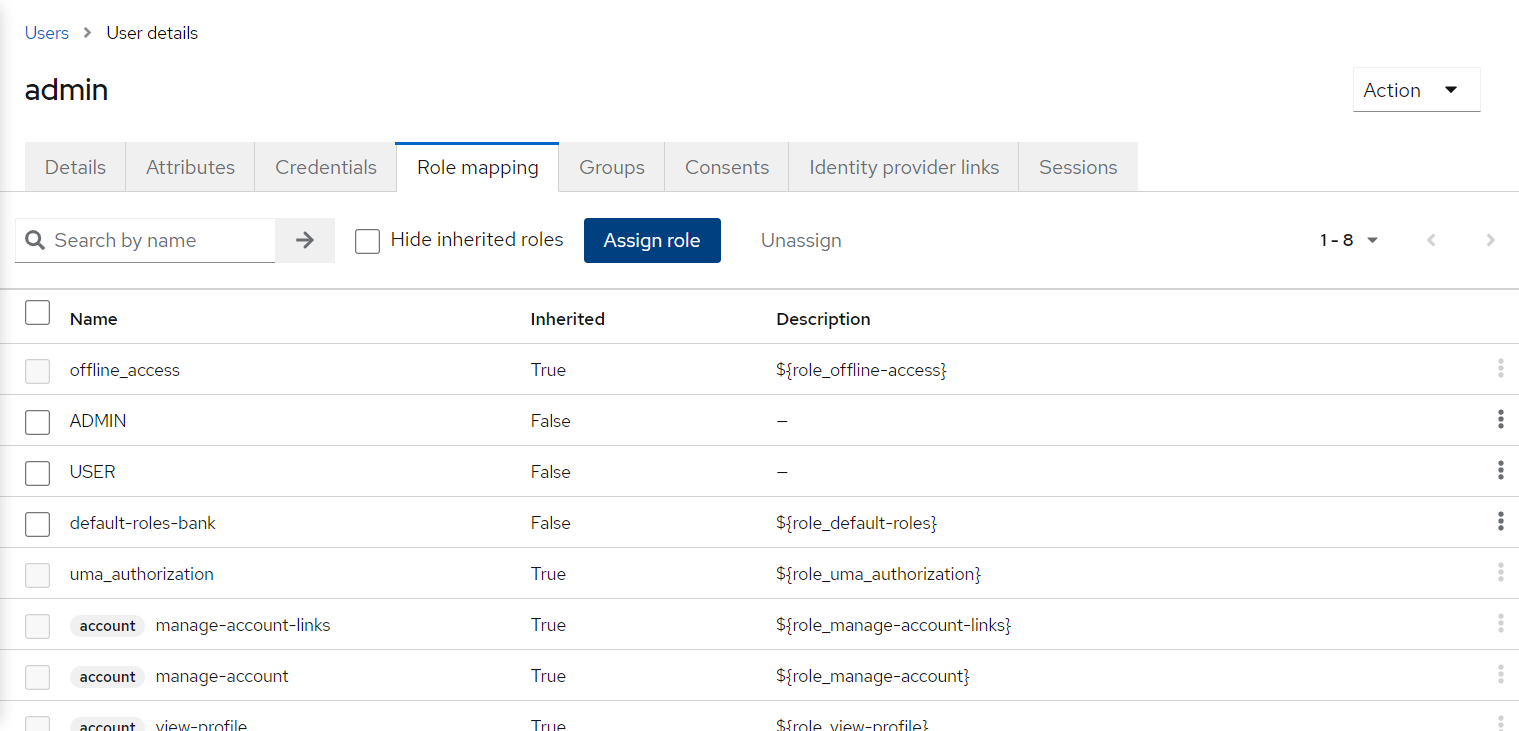 Users > User details
admin
Action
Details Attributes Credentials Role mapping Groups Consents Identity provider links Sessions
Search by name Hide inherited roles Assign role Unassign 1 - 8
Name Inherited Description
offline_access True ${role_offline-access}
ADMIN False —
USER False —
default-roles-bank False ${role_default-roles}
uma_authorization True ${role_uma_authorization}
account manage-account-links True ${role_manage-account-links}
account manage-account True ${role_manage-account}
account view-profile True ${role_view-profile}